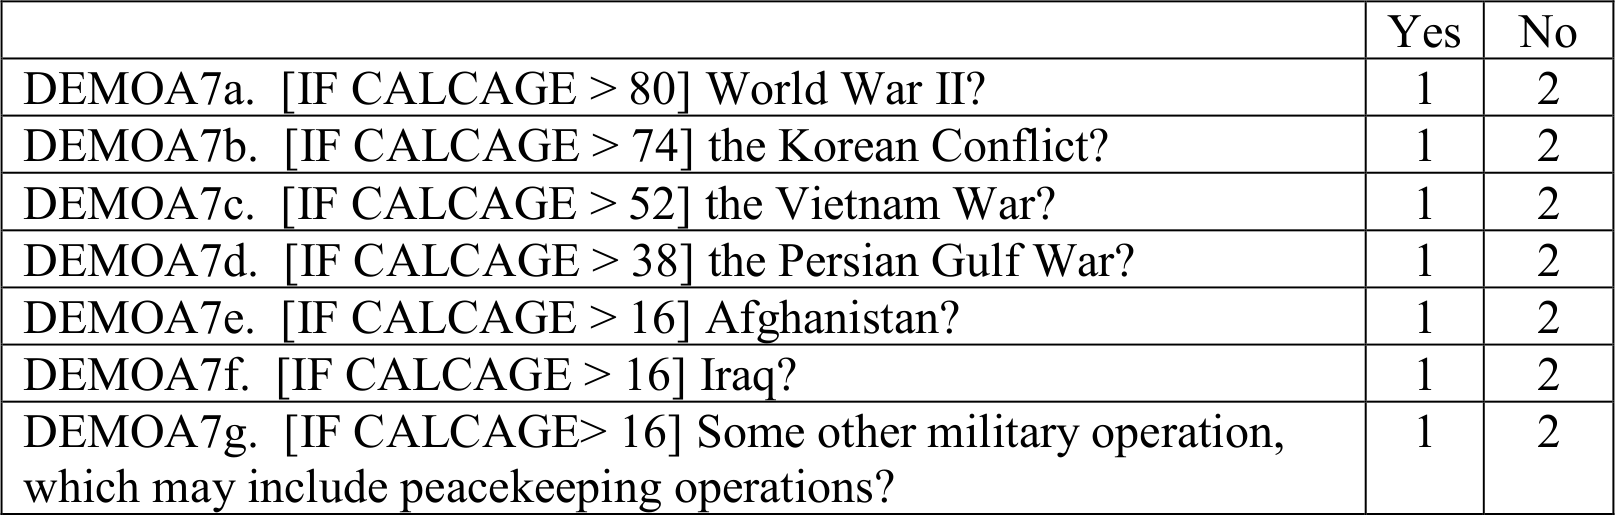 Yes No
DEMOA7a. [IF CALCAGE > 80] World War II? 1 2
DEMOA7b. [IF CALCAGE > 74] the Korean Conflict? 1 2
DEMOA7c. [IF CALCAGE > 52] the Vietnam War? 1 2
DEMOA7d. [IF CALCAGE > 38] the Persian Gulf War? 1 2
DEMOA7e. [IF CALCAGE > 16] Afghanistan? 1 2
DEMOA7f. [IF CALCAGE > 16] Iraq? 1 2
DEMOA7g. [IF CALCAGE> 16] Some other military operation, 1 2
which may include peacekeeping operations?